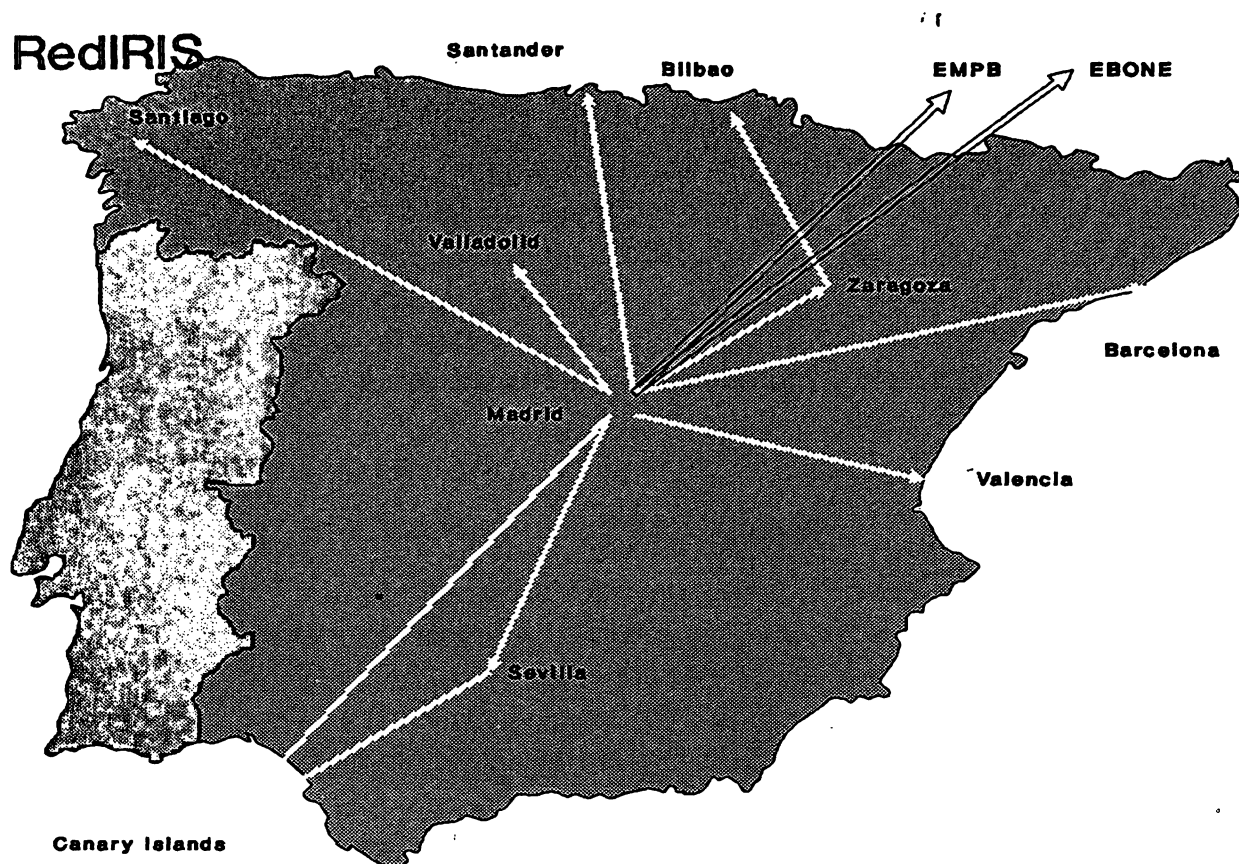 RedIRIS
Santander
Bilbao
EMPB
EBONE
Santiago
Valladolid
Zaragoza
Barcelona
Madrid
Valencia
Sevilla
Canary Islands